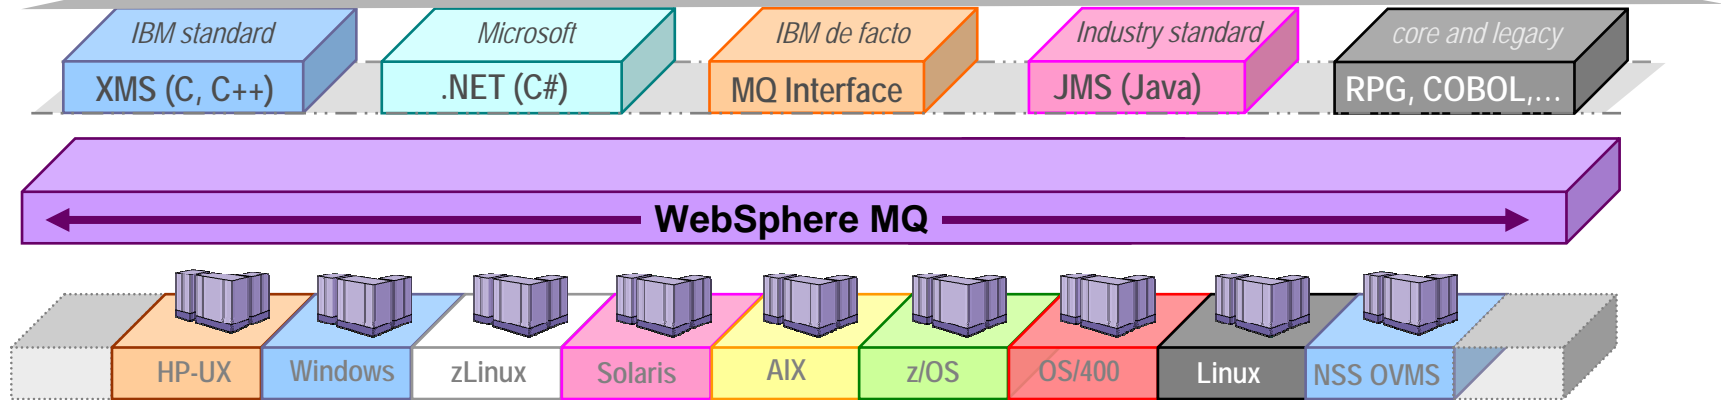 IBM standard
XMS (C, C++)
Microsoft
.NET (C#)
IBM de facto
MQ Interface
Industry standard
JMS (Java)
core and legacy
RPG, COBOL,...
WebSphere MQ
HP-UX
Windows
zLinux
Solaris
AIX
z/OS
OS/400
Linux
NSS OVMS